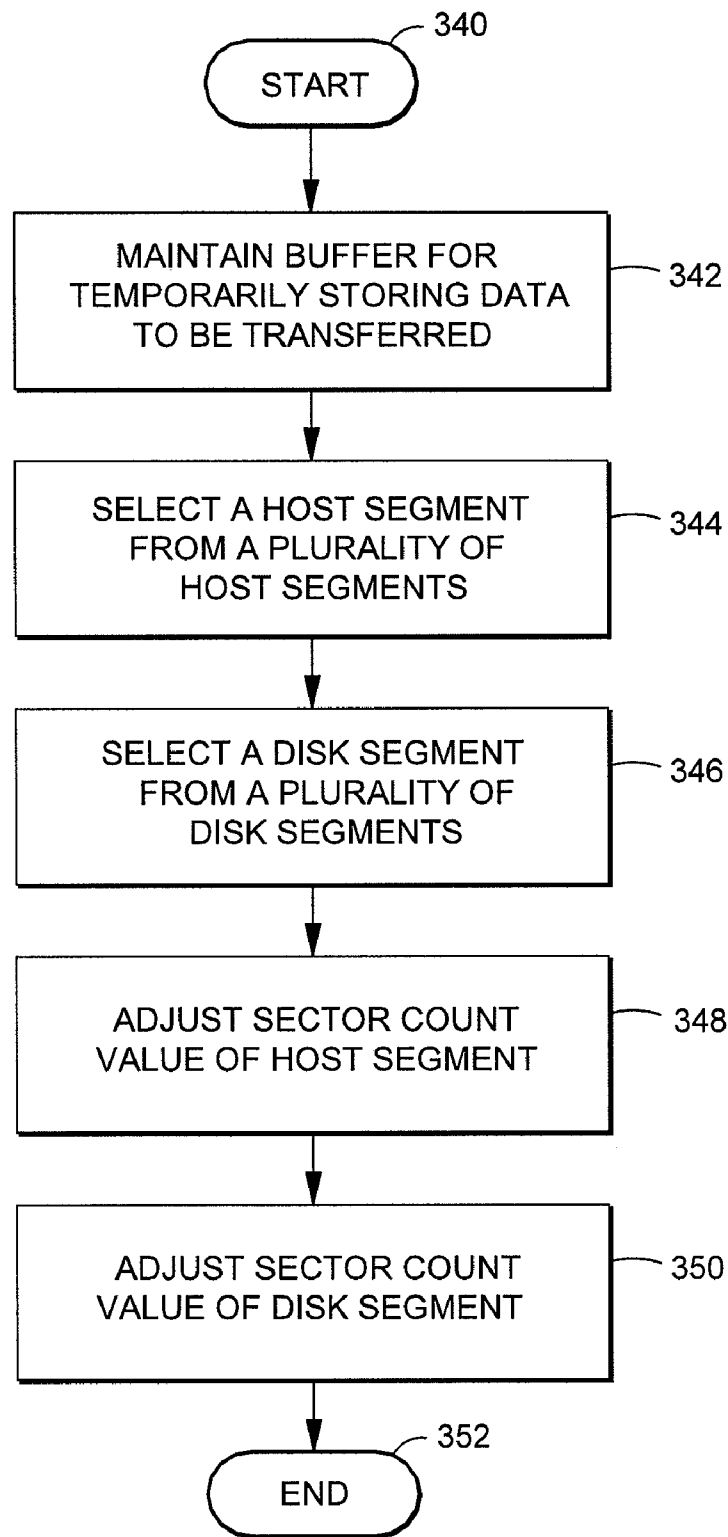 340
START
MAINTAIN BUFFER FOR
TEMPORARILY STORING DATA
TO BE TRANSFERRED
342
SELECT A HOST SEGMENT
FROM A PLURALITY OF
HOST SEGMENTS
344
SELECT A DISK SEGMENT
FROM A PLURALITY OF
DISK SEGMENTS
346
ADJUST SECTOR COUNT
VALUE OF HOST SEGMENT
348
ADJUST SECTOR COUNT
VALUE OF DISK SEGMENT
350
352
END